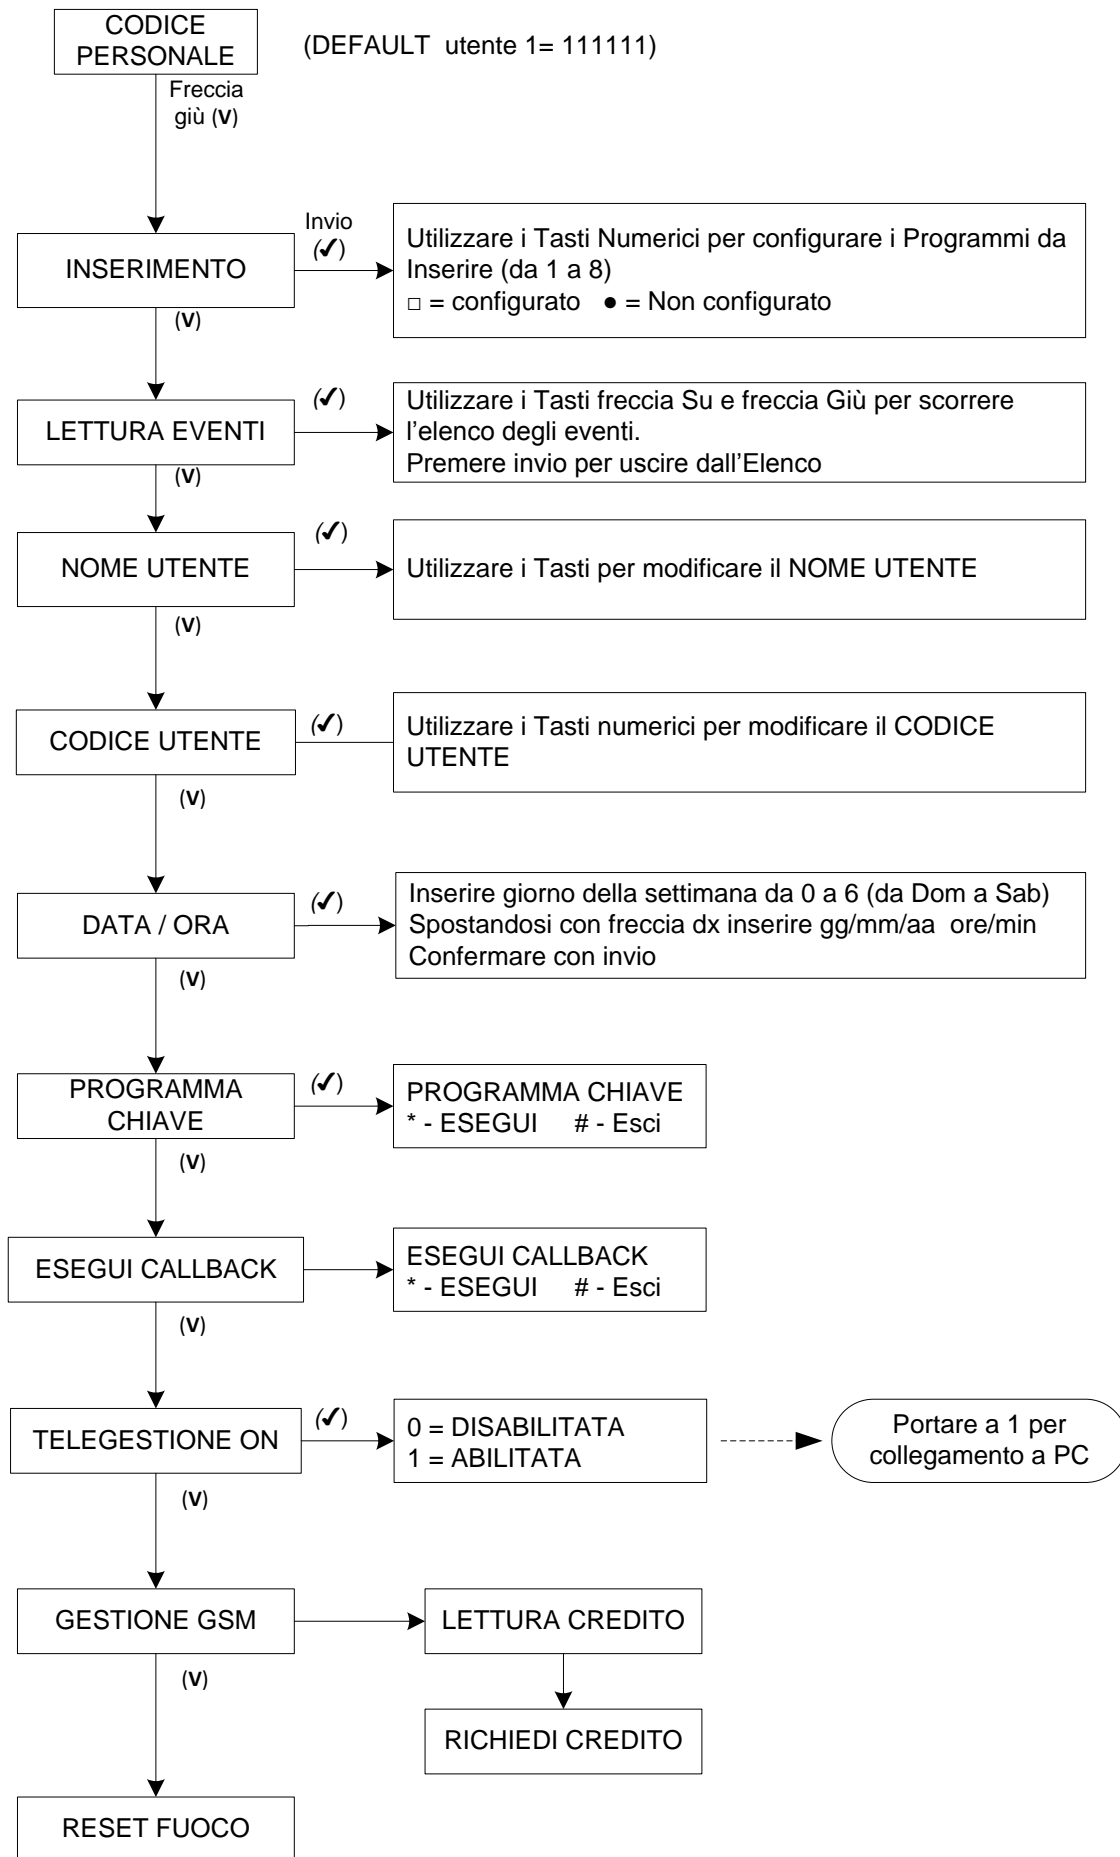 CODICE
PERSONALE
(DEFAULT utente 1= 111111)
Freccia
giù (V)
INSERIMENTO
Invio
(✔)
Utilizzare i Tasti Numerici per configurare i Programmi da
Inserire (da 1 a 8)
□ = configurato ● = Non configurato
(V)
LETTURA EVENTI
(✔)
Utilizzare i Tasti freccia Su e freccia Giù per scorrere
l'elenco degli eventi.
Premere invio per uscire dall'Elenco
(V)
NOME UTENTE
(✔)
Utilizzare i Tasti per modificare il NOME UTENTE
(V)
CODICE UTENTE
(✔)
Utilizzare i Tasti numerici per modificare il CODICE
UTENTE
(V)
DATA / ORA
(✔)
Inserire giorno della settimana da 0 a 6 (da Dom a Sab)
Spostandosi con freccia dx inserire gg/mm/aa ore/min
Confermare con invio
(V)
PROGRAMMA
CHIAVE
(✔)
PROGRAMMA CHIAVE
* - ESEGUI # - Esci
(V)
ESEGUI CALLBACK
ESEGUI CALLBACK
* - ESEGUI # - Esci
(V)
TELEGESTIONE ON
(✔)
0 = DISABILITATA
1 = ABILITATA
Portare a 1 per
collegamento a PC
(V)
GESTIONE GSM
LETTURA CREDITO
(V)
RICHIEDI CREDITO
RESET FUOCO